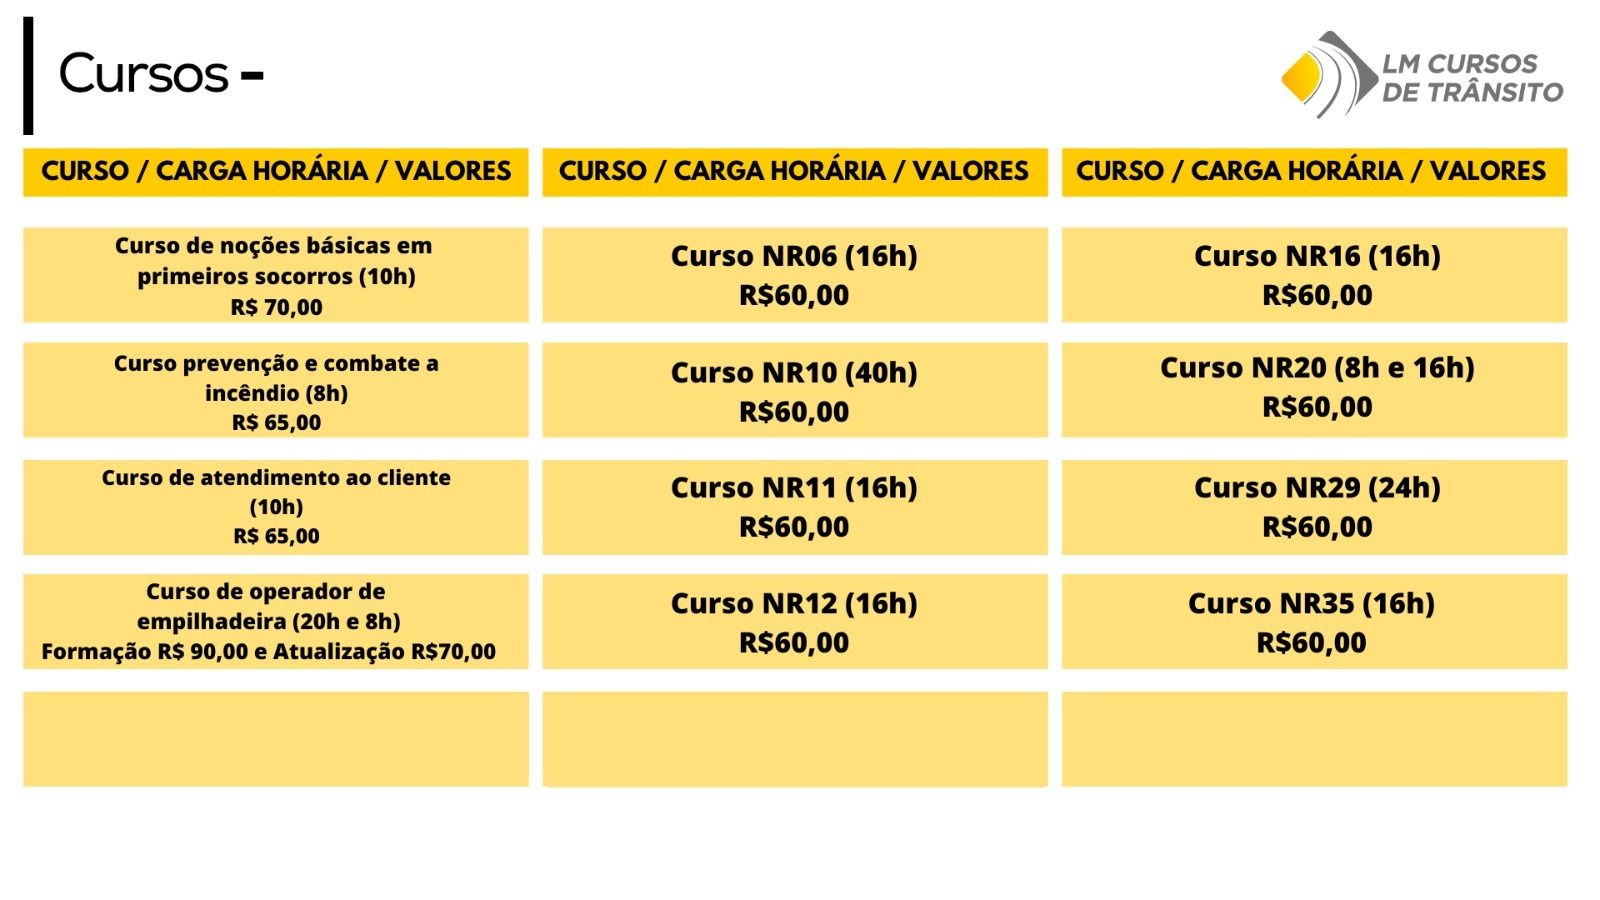 Cursos -
LM CURSOS
DE TRÂNSITO
CURSO / CARGA HORÁRIA / VALORES
CURSO / CARGA HORÁRIA / VALORES
CURSO / CARGA HORÁRIA / VALORES
Curso de noções básicas em
primeiros socorros (10h)
R$ 70,00
Curso NR06 (16h)
R$60,00
Curso NR16 (16h)
R$60,00
Curso prevenção e combate a
incêndio (8h)
R$ 65,00
Curso NR10 (40h)
R$60,00
Curso NR20 (8h e 16h)
R$60,00
Curso de atendimento ao cliente
(10h)
R$ 65,00
Curso NR11 (16h)
R$60,00
Curso NR29 (24h)
R$60,00
Curso de operador de
empilhadeira (20h e 8h)
Formação R$ 90,00 e Atualização R$70,00
Curso NR12 (16h)
R$60,00
Curso NR35 (16h)
R$60,00